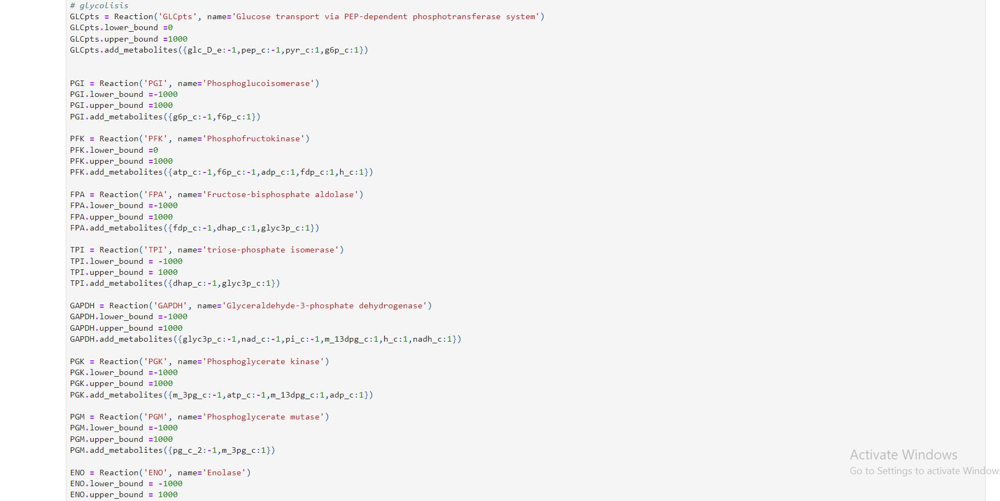 # glycolisis
GLCpts = Reaction('GLCpts', name='Glucose transport via PEP-dependent phosphotransferase system')
GLCpts.lower_bound =0
GLCpts.upper_bound =1000
GLCpts.add_metabolites({glc_D_e:-1,pep_c:-1,pyr_c:1,g6p_c:1})
PGI = Reaction('PGI', name='Phosphoglucoisomerase')
PGI.lower_bound =-1000
PGI.upper_bound =1000
PGI.add_metabolites({g6p_c:-1,f6p_c:1})
PFK = Reaction('PFK', name='Phosphofructokinase')
PFK.lower_bound =0
PFK.upper_bound =1000
PFK.add_metabolites({atp_c:-1,f6p_c:-1,adp_c:1,fdp_c:1,h_c:1})
FPA = Reaction('FPA', name='Fructose-bisphosphate aldolase')
FPA.lower_bound =-1000
FPA.upper_bound =1000
FPA.add_metabolites({fdp_c:-1,dhap_c:1,glyc3p_c:1})
TPI = Reaction('TPI', name='triose-phosphate isomerase')
TPI.lower_bound = -1000
TPI.upper_bound = 1000
TPI.add_metabolites({dhap_c:-1,glyc3p_c:1})
GAPDH = Reaction('GAPDH', name='Glyceraldehyde-3-phosphate dehydrogenase')
GAPDH.lower_bound =-1000
GAPDH.upper_bound =1000
GAPDH.add_metabolites({glyc3p_c:-1,nad_c:-1,pi_c:-1,m_13dpg_c:1,h_c:1,nadh_c:1})
PGK = Reaction('PGK', name='Phosphoglycerate kinase')
PGK.lower_bound =-1000
PGK.upper_bound =1000
PGK.add_metabolites({m_3pg_c:-1,atp_c:-1,m_13dpg_c:1,adp_c:1})
PGM = Reaction('PGM', name='Phosphoglycerate mutase')
PGM.lower_bound =-1000
PGM.upper_bound =1000
PGM.add_metabolites({pg_c_2:-1,m_3pg_c:1})
ENO = Reaction('ENO', name='Enolase')
ENO.lower_bound = -1000
ENO.upper_bound = 1000
Activate Windows
Go to Settings to activate Windows